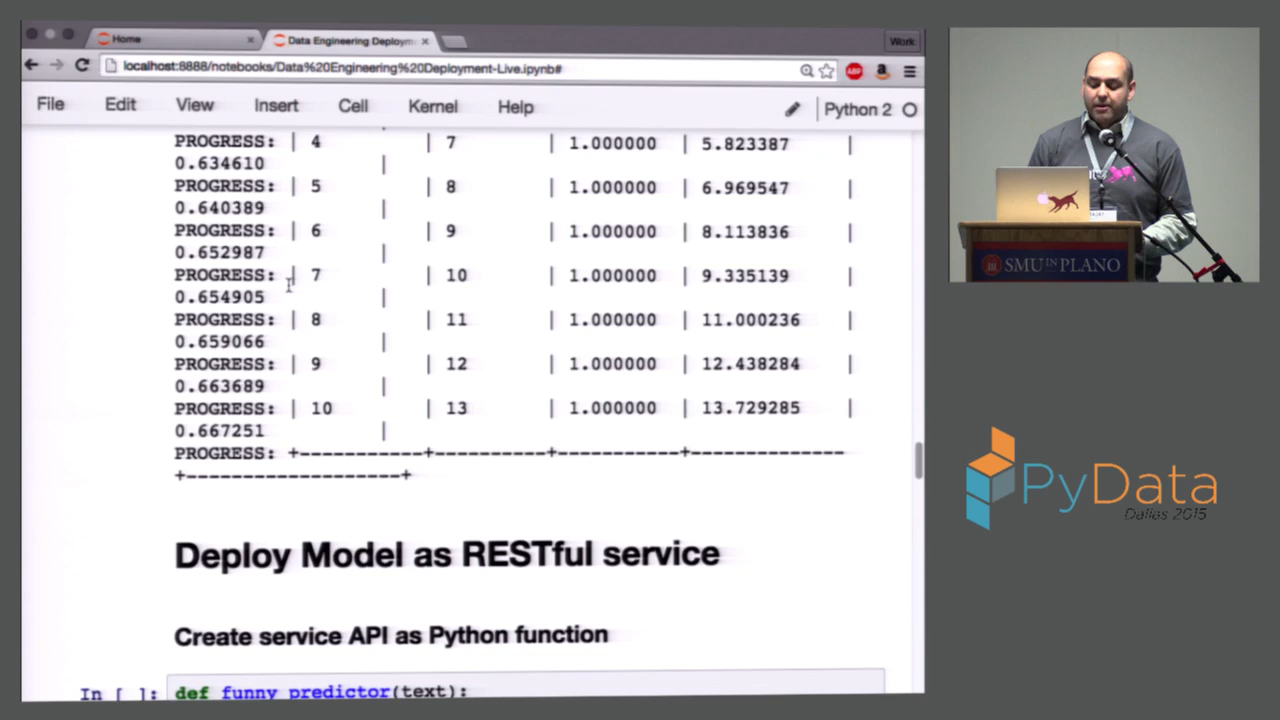 Home
Data Engineering Deploym
Work
localhost:8888/notebooks/Data%20Engineering%20Deployment-Live.ipynb#
ABP
File Edit View Insert Cell Kernel Help Python 2
PROGRESS: | 4 | 7 | 1.000000 | 5.823387 |
0.634610 |
PROGRESS: | 5 | 8 | 1.000000 | 6.969547 |
0.640389 |
PROGRESS: | 6 | 9 | 1.000000 | 8.113836 |
0.652987 |
PROGRESS: | 7 | 10 | 1.000000 | 9.335139 |
0.654905 |
PROGRESS: | 8 | 11 | 1.000000 | 11.000236 |
0.659066 |
PROGRESS: | 9 | 12 | 1.000000 | 12.438284 |
0.663689 |
PROGRESS: | 10 | 13 | 1.000000 | 13.729285 |
0.667251 |
PROGRESS: +-----------+----------+-----------+--------------
+-------------------+
Deploy Model as RESTful service
Create service API as Python function
In [ ]: def funny_predictor(text):
SMU IN PLANO
PyData
Dallas 2015